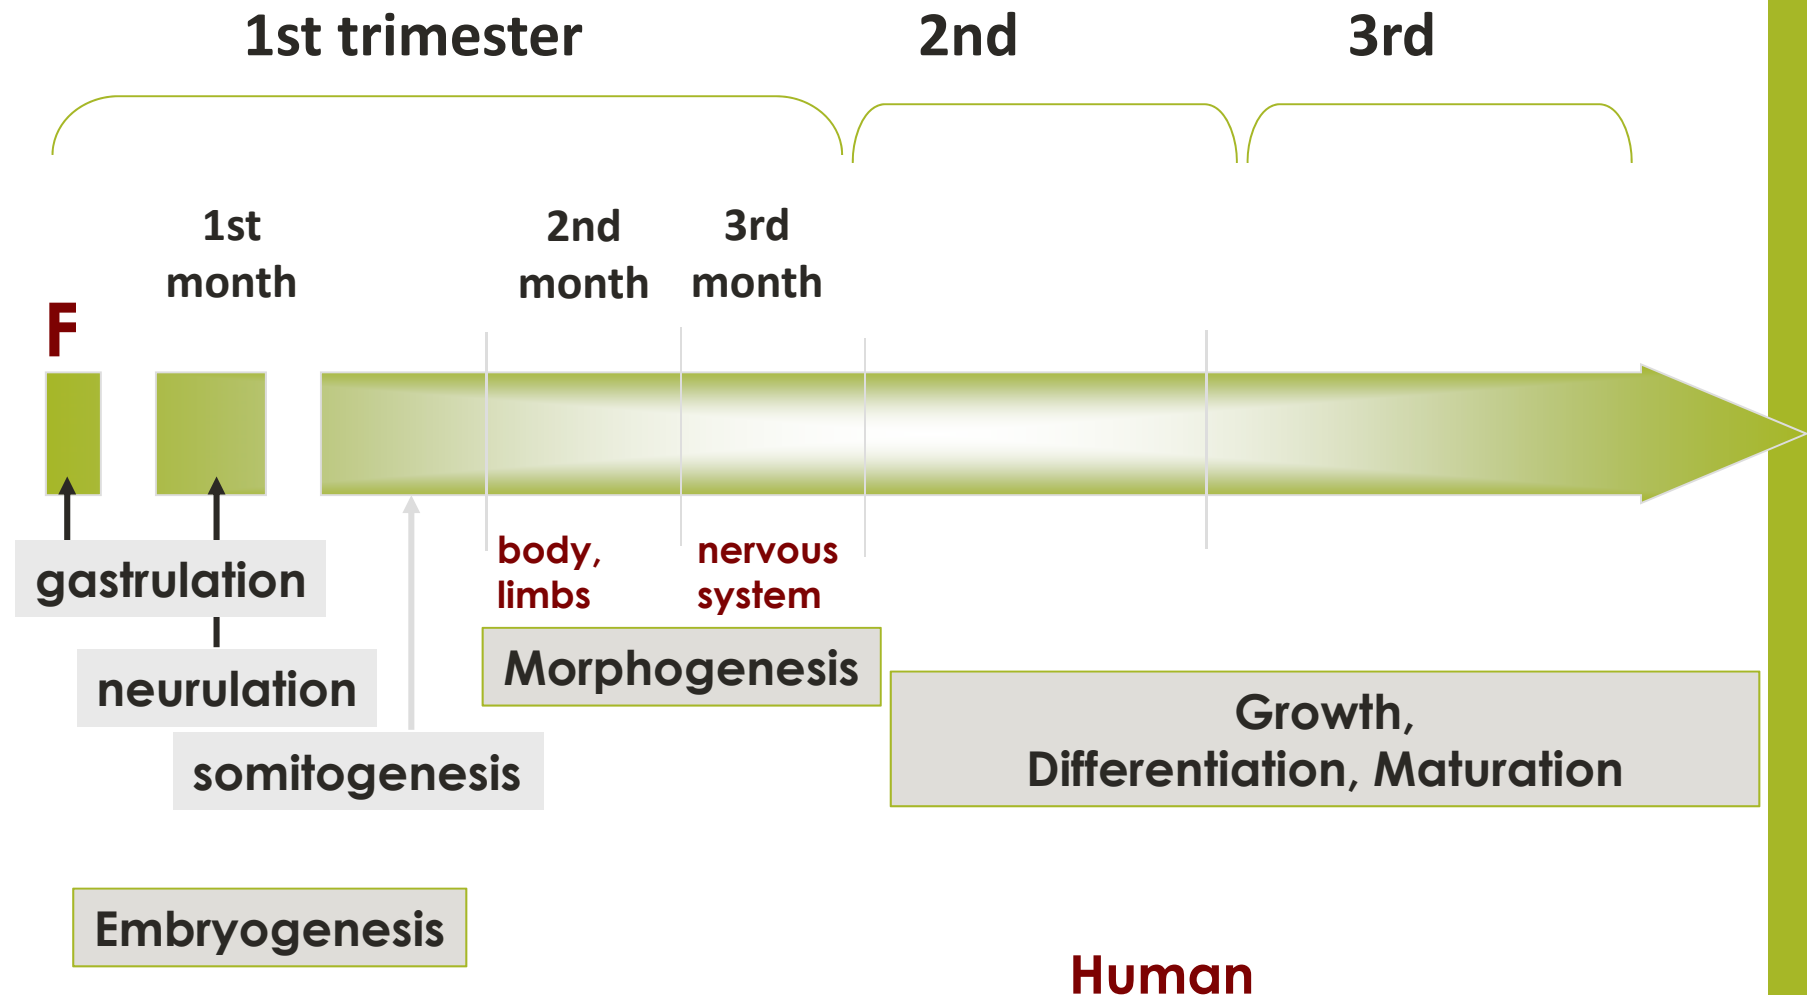 1st trimester
2nd
3rd
1st
month
2nd
month
3rd
month
F
body,
limbs
nervous
system
gastrulation
neurulation
somitogenesis
Morphogenesis
Growth,
Differentiation, Maturation
Embryogenesis
Human